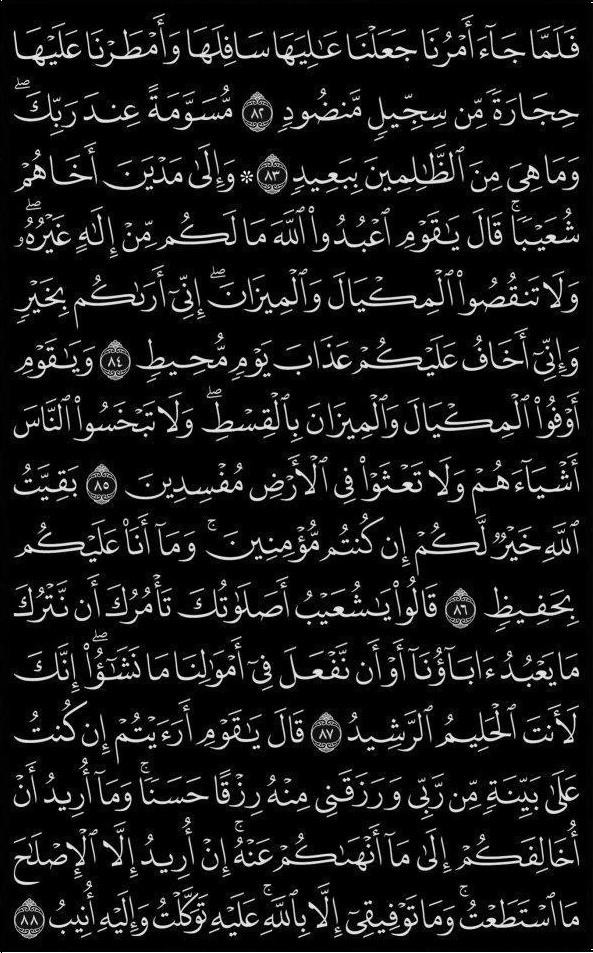 فَلَمَّا جَآءَ أَمْرُنَا جَعَلْنَا عَٰلِيَهَا سَافِلَهَا وَأَمْطَرْنَا عَلَيْهَا
حِجَارَةً مِّن سِجِّيلٍ مَّنضُودٍ ٨٢ مُّسَوَّمَةً عِندَ رَبِّكَۖ
وَمَا هِيَ مِنَ ٱلظَّٰلِمِينَ بِبَعِيدٍ ٨٣ ۞ وَإِلَىٰ مَدْيَنَ أَخَاهُمْ
شُعَيْبًاۚ قَالَ يَٰقَوْمِ ٱعْبُدُوا۟ ٱللَّهَ مَا لَكُم مِّنْ إِلَٰهٍ غَيْرُهُۥۖ
وَلَا تَنقُصُوا۟ ٱلْمِكْيَالَ وَٱلْمِيزَانَۖ إِنِّيٓ أَرَىٰكُم بِخَيْرٍ
وَإِنِّيٓ أَخَافُ عَلَيْكُمْ عَذَابَ يَوْمٍ مُّحِيطٍ ٨٤ وَيَٰقَوْمِ
أَوْفُوا۟ ٱلْمِكْيَالَ وَٱلْمِيزَانَ بِٱلْقِسْطِۖ وَلَا تَبْخَسُوا۟ ٱلنَّاسَ
أَشْيَآءَهُمْ وَلَا تَعْثَوْا۟ فِي ٱلْأَرْضِ مُفْسِدِينَ ٨٥ بَقِيَّتُ
ٱللَّهِ خَيْرٌ لَّكُمْ إِن كُنتُم مُّؤْمِنِينَۚ وَمَآ أَنَا۠ عَلَيْكُم
بِحَفِيظٍ ٨٦ قَالُوا۟ يَٰشُعَيْبُ أَصَلَوٰتُكَ تَأْمُرُكَ أَن نَّتْرُكَ
مَا يَعْبُدُ ءَابَآؤُنَآ أَوْ أَن نَّفْعَلَ فِيٓ أَمْوَٰلِنَا مَا نَشَٰٓؤُا۟ۖ إِنَّكَ
لَأَنتَ ٱلْحَلِيمُ ٱلرَّشِيدُ ٨٧ قَالَ يَٰقَوْمِ أَرَءَيْتُمْ إِن كُنتُ
عَلَىٰ بَيِّنَةٍ مِّن رَّبِّي وَرَزَقَنِي مِنْهُ رِزْقًا حَسَنًاۚ وَمَآ أُرِيدُ أَنْ
أُخَالِفَكُمْ إِلَىٰ مَآ أَنْهَىٰكُمْ عَنْهُۚ إِنْ أُرِيدُ إِلَّا ٱلْإِصْلَٰحَ
مَا ٱسْتَطَعْتُۚ وَمَا تَوْفِيقِيٓ إِلَّا بِٱللَّهِۚ عَلَيْهِ تَوَكَّلْتُ وَإِلَيْهِ أُنِيبُ ٨٨